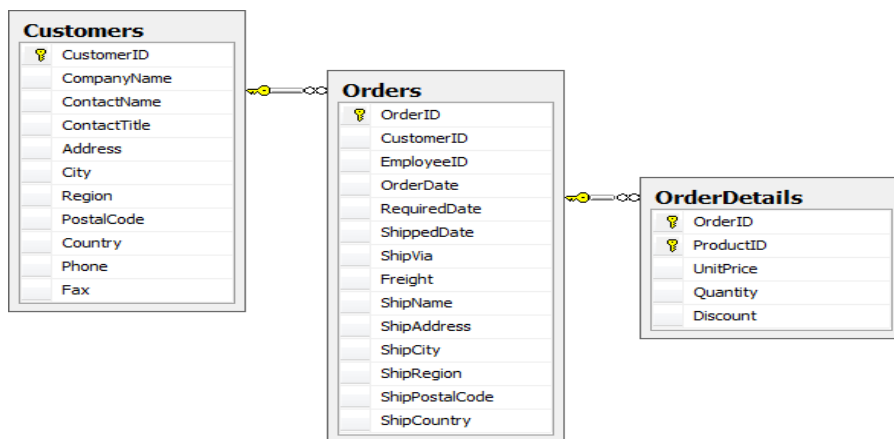 Customers
CustomerID
CompanyName
ContactName
ContactTitle
Address
City
Region
PostalCode
Country
Phone
Fax
Orders
OrderID
CustomerID
EmployeeID
OrderDate
RequiredDate
ShippedDate
ShipVia
Freight
ShipName
ShipAddress
ShipCity
ShipRegion
ShipPostalCode
ShipCountry
OrderDetails
OrderID
ProductID
UnitPrice
Quantity
Discount